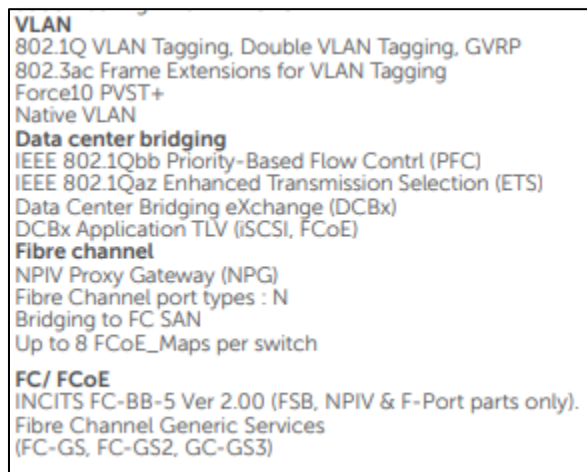 VLAN
802.1Q VLAN Tagging, Double VLAN Tagging, GVRP
802.3ac Frame Extensions for VLAN Tagging
Force10 PVST+
Native VLAN
Data center bridging
IEEE 802.1Qbb Priority-Based Flow Contrl (PFC)
IEEE 802.1Qaz Enhanced Transmission Selection (ETS)
Data Center Bridging eXchange (DCBx)
DCBx Application TLV (iSCSI, FCoE)
Fibre channel
NPIV Proxy Gateway (NPG)
Fibre Channel port types : N
Bridging to FC SAN
Up to 8 FCoE_Maps per switch
FC/ FCoE
INCITS FC-BB-5 Ver 2.00 (FSB, NPIV & F-Port parts only).
Fibre Channel Generic Services
(FC-GS, FC-GS2, GC-GS3)